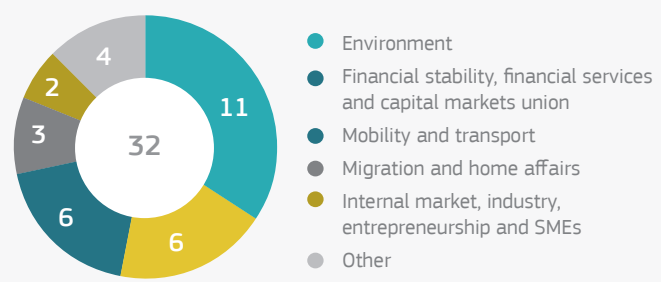 4
2
11
3
32
6
6
Environment
Financial stability, financial services
and capital markets union
Mobility and transport
Migration and home affairs
Internal market, industry,
entrepreneurship and SMEs
Other